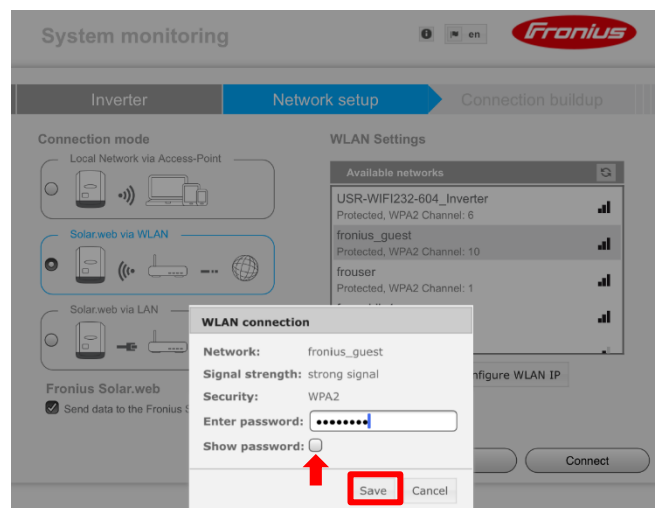 System monitoring
en
Fronius
Inverter
Network setup
Connection buildup
Connection mode
Local Network via Access-Point
Solar.web via WLAN
Solar.web via LAN
Fronius Solar.web
Send data to the Fronius
WLAN Settings
Available networks
USR-WIFI232-604_Inverter
Protected, WPA2 Channel: 6
fronius_guest
Protected, WPA2 Channel: 10
frouser
Protected, WPA2 Channel: 1
WLAN IP
Connect
WLAN connection
Network: fronius_guest
Signal strength: strong signal
Security: WPA2
Enter password: ••••••••
Show password:
Save Cancel